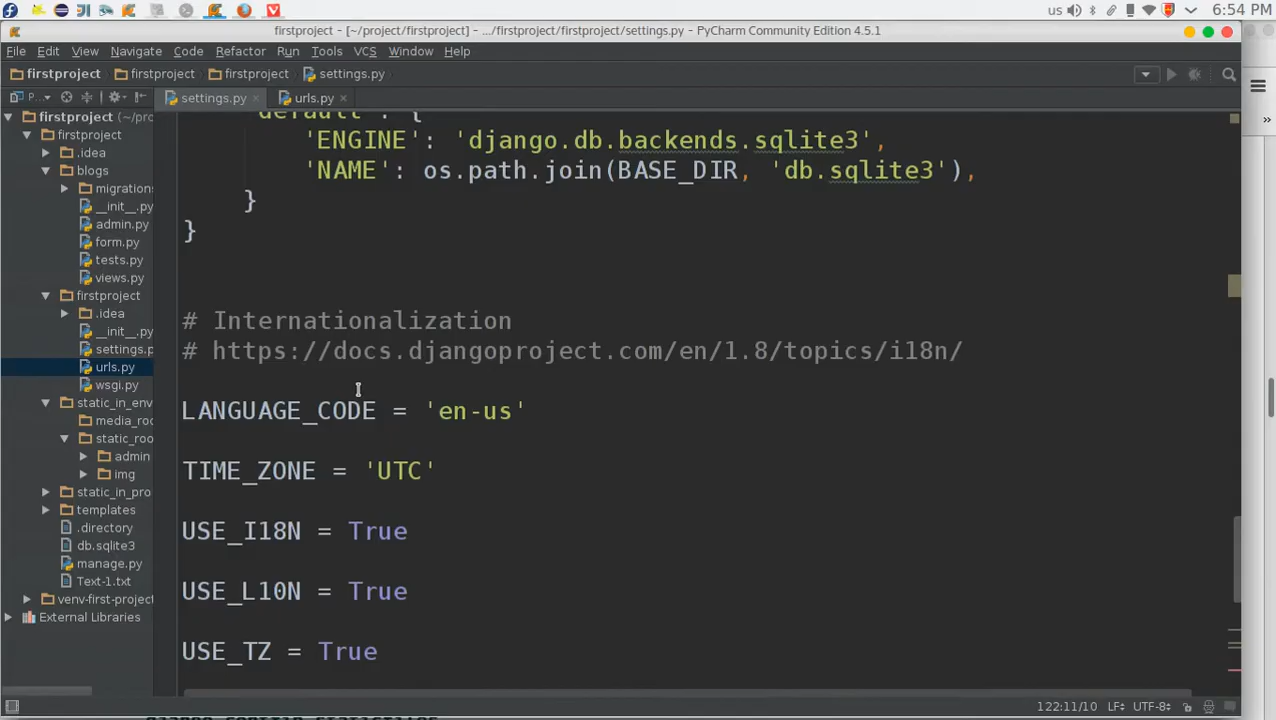 us
6:54 PM
firstproject - [~/project/firstproject] - .../firstproject/firstproject/settings.py - PyCharm Community Edition 4.5.1
File Edit View Navigate Code Refactor Run Tools VCS Window Help
firstproject firstproject firstproject settings.py
P... settings.py urls.py
firstproject (~/pro
firstproject
.idea
blogs
migrations
__init__.py
admin.py
form.py
tests.py
views.py
firstproject
.idea
__init__.py
settings.p
urls.py
wsgi.py
static_in_env
media_roo
static_roo
admin
img
static_in_pro
templates
.directory
db.sqlite3
manage.py
Text-1.txt
venv-first-project
External Libraries
'default': {
'ENGINE': 'django.db.backends.sqlite3',
'NAME': os.path.join(BASE_DIR, 'db.sqlite3'),
}
}
# Internationalization
# https://docs.djangoproject.com/en/1.8/topics/i18n/
LANGUAGE_CODE = 'en-us'
TIME_ZONE = 'UTC'
USE_I18N = True
USE_L10N = True
USE_TZ = True
122:11/10 LF÷ UTF-8÷